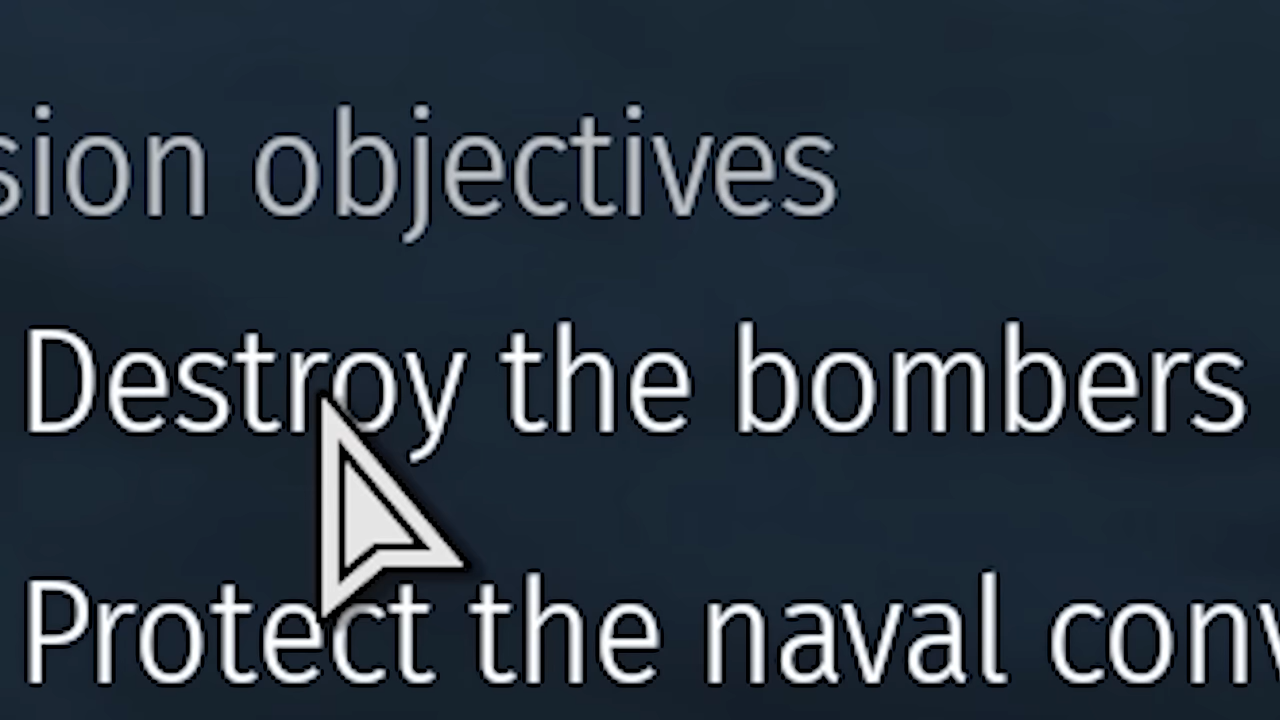 sion objectives
Destroy the bombers
Protect the naval conv